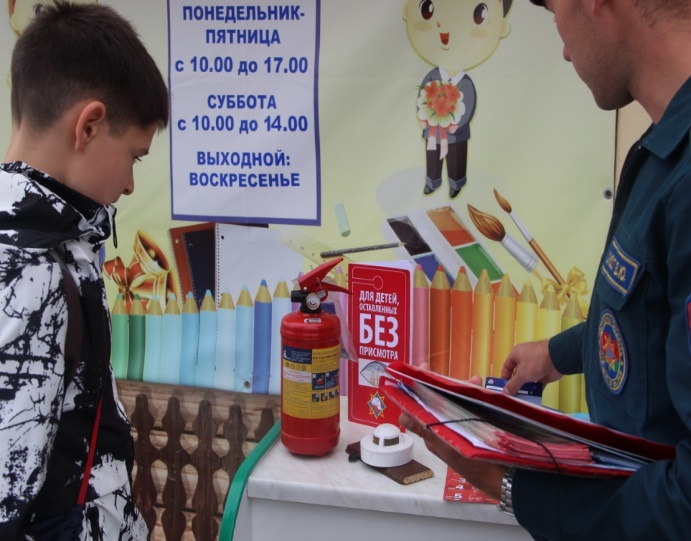 ПОНЕДЕЛЬНИК-
ПЯТНИЦА
с 10.00 до 17.00
СУББОТА
с 10.00 до 14.00
ВЫХОДНОЙ:
ВОСКРЕСЕНЬЕ
ДЛЯ ДЕТЕЙ,
ОСТАВЛЕННЫХ
БЕЗ
ПРИСМОТРА